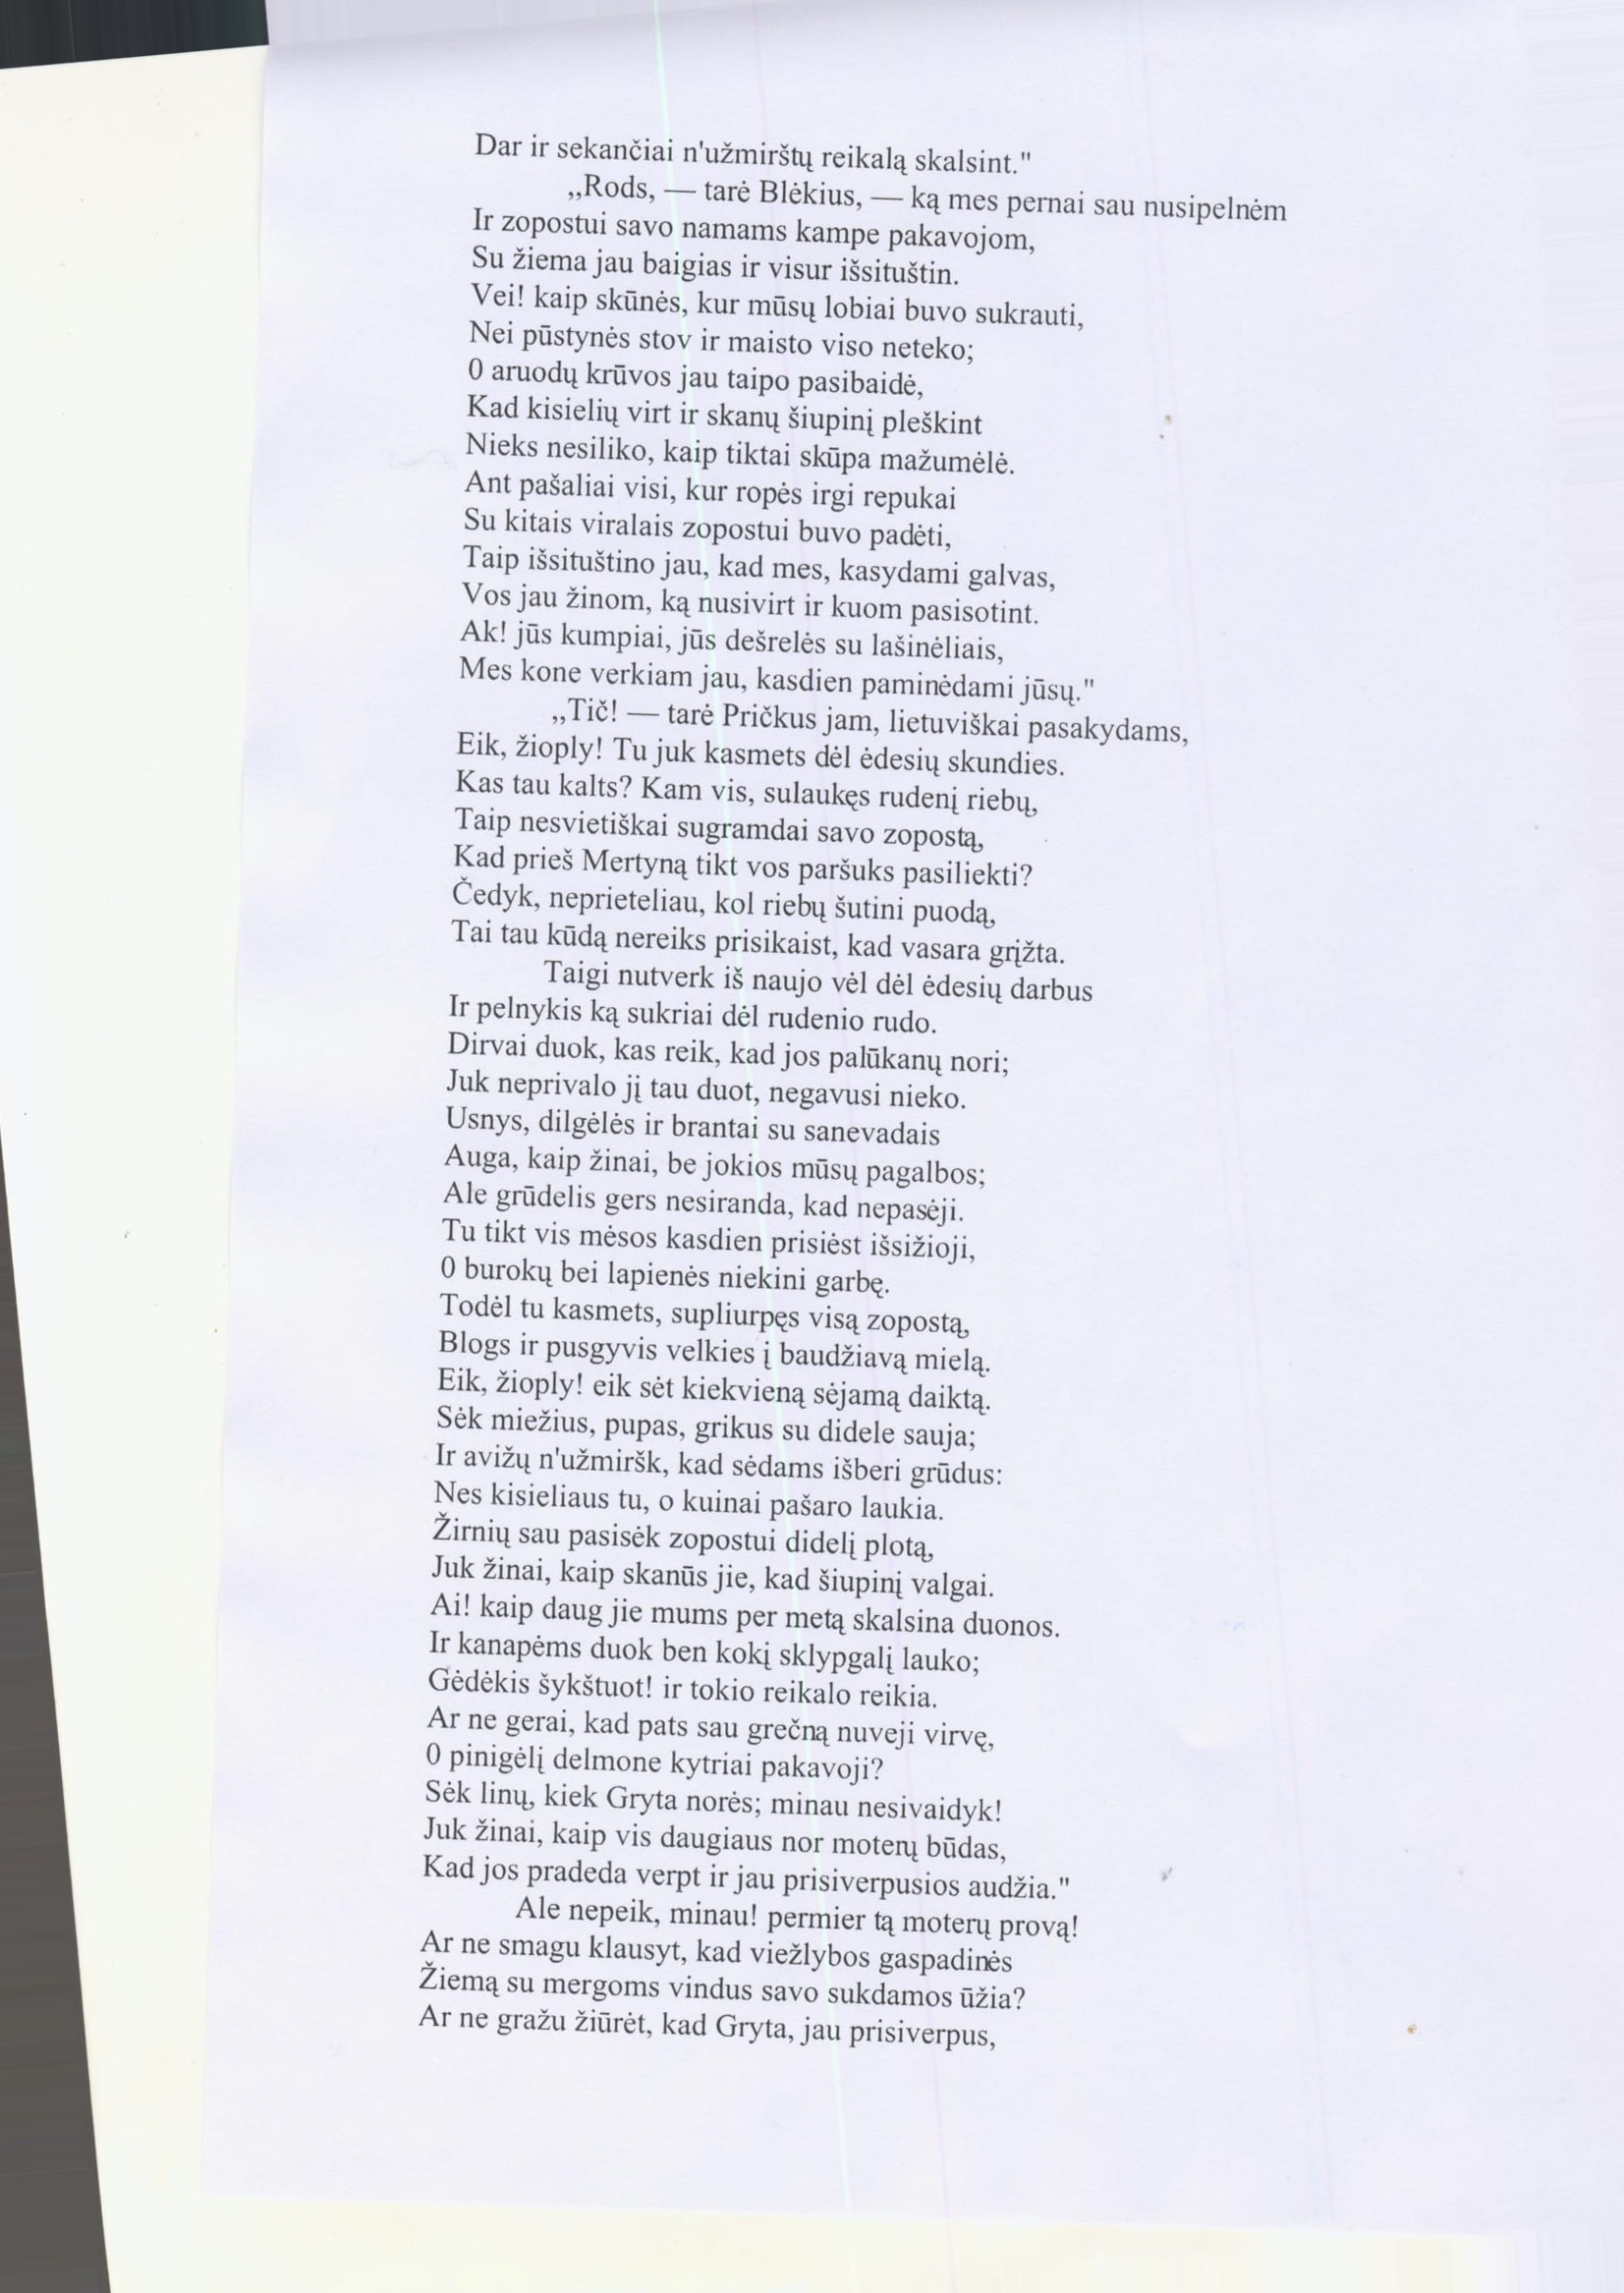 Dar ir sekančiai n'užmirštų reikalą skalsint."
„Rods, — tarė Blėkius, — ką mes pernai sau nusipelnėm
Ir zopostui savo namams kampe pakavojom,
Su žiema jau baigias ir visur išsituštin.
Vei! kaip skūnės, kur mūsų lobiai buvo sukrauti,
Nei pūstynės stov ir maisto viso neteko;
0 aruodų krūvos jau taipo pasibaidė,
Kad kisielių virt ir skanų šiupinį pleškint
Nieks nesiliko, kaip tiktai skūpa mažumėlė.
Ant pašaliai visi, kur ropės irgi repukai
Su kitais viralais zopostui buvo padėti,
Taip išsituštino jau, kad mes, kasydami galvas,
Vos jau žinom, ką nusivirt ir kuom pasisotint.
Ak! jūs kumpiai, jūs dešrelės su lašinėliais,
Mes kone verkiam jau, kasdien paminėdami jūsų."
„Tič! — tarė Pričkus jam, lietuviškai pasakydams,
Eik, žioply! Tu juk kasmets dėl ėdesių skundies.
Kas tau kalts? Kam vis, sulaukęs rudenį riebų,
Taip nesvietiškai sugramdai savo zopostą,
Kad prieš Mertyną tikt vos paršuks pasiliekti?
Čedyk, neprieteliau, kol riebų šutini puodą,
Tai tau kūdą nereiks prisikaist, kad vasara grįžta.
Taigi nutverk iš naujo vėl dėl ėdesių darbus
Ir pelnykis ką sukriai dėl rudenio rudo.
Dirvai duok, kas reik, kad jos palūkanų nori;
Juk neprivalo jį tau duot, negavusi nieko.
Usnys, dilgėlės ir brantai su sanevadais
Auga, kaip žinai, be jokios mūsų pagalbos;
Ale grūdelis gers nesiranda, kad nepasėji.
Tu tikt vis mėsos kasdien prisiėst išsižioji,
0 burokų bei lapienės niekini garbę.
Todėl tu kasmets, supliurpęs visą zopostą,
Blogs ir pusgyvis velkies į baudžiavą mielą.
Eik, žioply! eik sėt kiekvieną sėjamą daiktą.
Sėk miežius, pupas, grikus su didele sauja;
Ir avižų n'užmiršk, kad sėdams išberi grūdus:
Nes kisieliaus tu, o kuinai pašaro laukia.
Žirnių sau pasisėk zopostui didelį plotą,
Juk žinai, kaip skanūs jie, kad šiupinį valgai.
Ai! kaip daug jie mums per metą skalsina duonos.
Ir kanapėms duok ben kokį sklypgalį lauko;
Gėdėkis šykštuot! ir tokio reikalo reikia.
Ar ne gerai, kad pats sau grečną nuveji virvę,
0 pinigėlį delmone kytriai pakavoji?
Sėk linų, kiek Gryta norės; minau nesivaidyk!
Juk žinai, kaip vis daugiaus nor moterų būdas,
Kad jos pradeda verpt ir jau prisiverpusios audžia."
Ale nepeik, minau! permier tą moterų provą!
Ar ne smagu klausyt, kad viežlybos gaspadinės
Žiemą su mergoms vindus savo sukdamos ūžia?
Ar ne gražu žiūrėt, kad Gryta, jau prisiverpus,